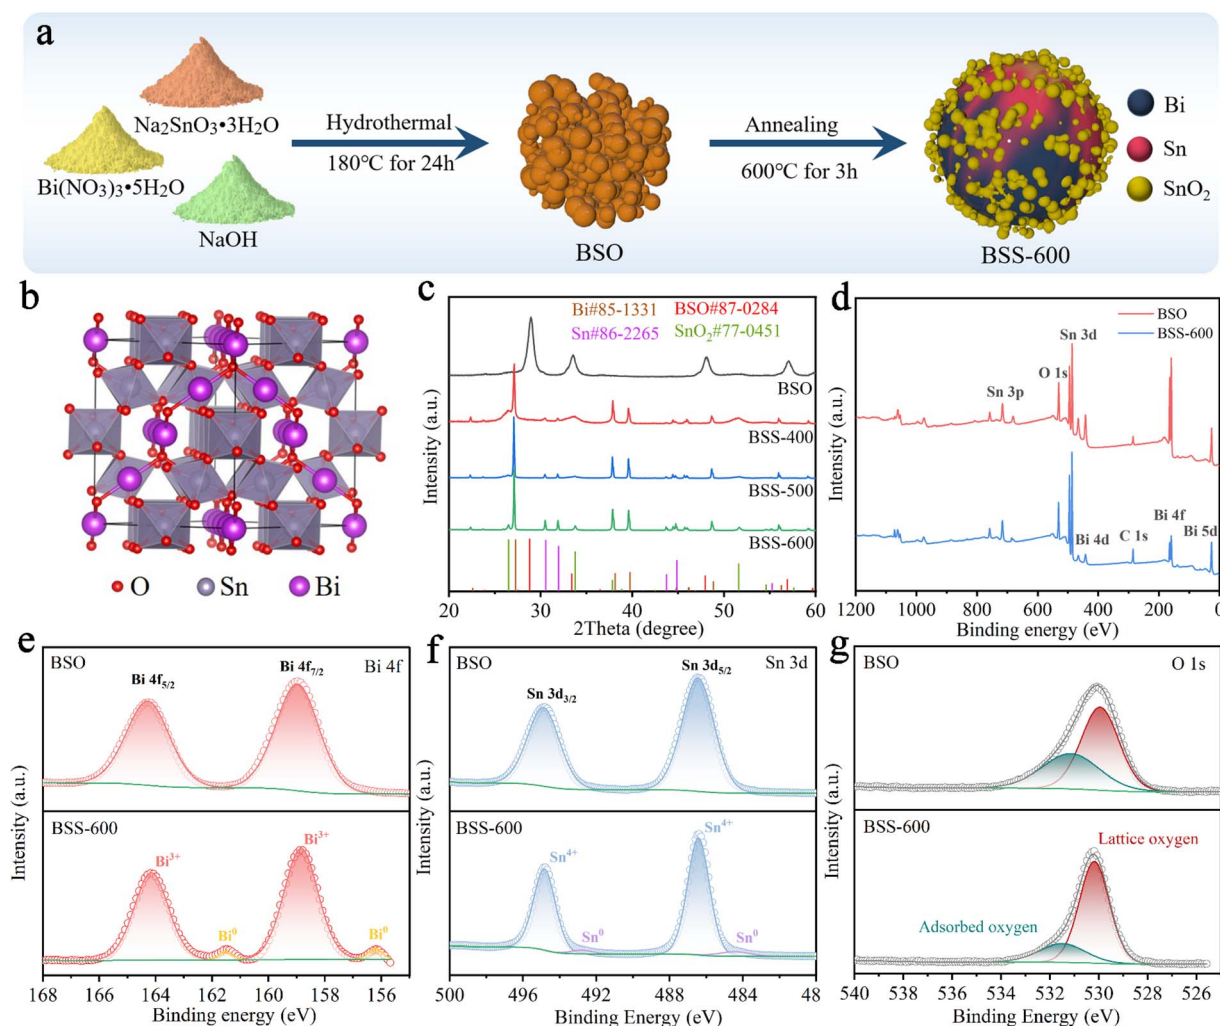 a
Na₂SnO₃•3H₂O
Bi(NO₃)₃•5H₂O
NaOH
Hydrothermal
180℃ for 24h
BSO
Annealing
600℃ for 3h
BSS-600
Bi
Sn
SnO₂
b
O Sn Bi
c
Bi#85-1331 BSO#87-0284
Sn#86-2265 SnO₂#77-0451
BSO
BSS-400
BSS-500
BSS-600
Intensity (a.u.)
20 30 40 50 60
2Theta (degree)
d
BSO
BSS-600
Sn 3d
O 1s
Sn 3p
Bi 4f
Bi 4d C 1s Bi 5d
Intensity (a.u.)
1200 1000 800 600 400 200 0
Binding energy (eV)
e
BSO Bi 4f
Bi 4f₇/₂
Bi 4f₅/₂
BSS-600
Bi³⁺
Bi³⁺
Bi⁰
Bi⁰
Intensity (a.u.)
168 166 164 162 160 158 156
Binding energy (eV)
f
BSO Sn 3d
Sn 3d₅/₂
Sn 3d₃/₂
BSS-600
Sn⁴⁺
Sn⁴⁺
Sn⁰
Sn⁰
Intensity (a.u.)
500 496 492 488 484 48
Binding Energy (eV)
g
BSO O 1s
BSS-600
Lattice oxygen
Adsorbed oxygen
Intensity (a.u.)
540 538 536 534 532 530 528 526
Binding Energy (eV)